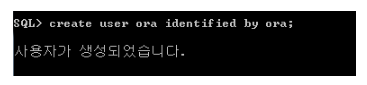 SQL> create user ora identified by ora;
사용자가 생성되었습니다.